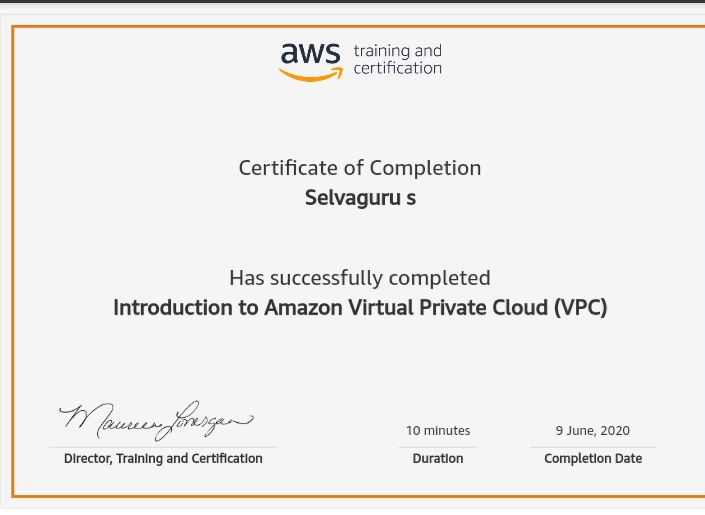 aws training and
certification
Certificate of Completion
Selvaguru s
Has successfully completed
Introduction to Amazon Virtual Private Cloud (VPC)
Maureen Lonergan
10 minutes
9 June, 2020
Director, Training and Certification
Duration
Completion Date